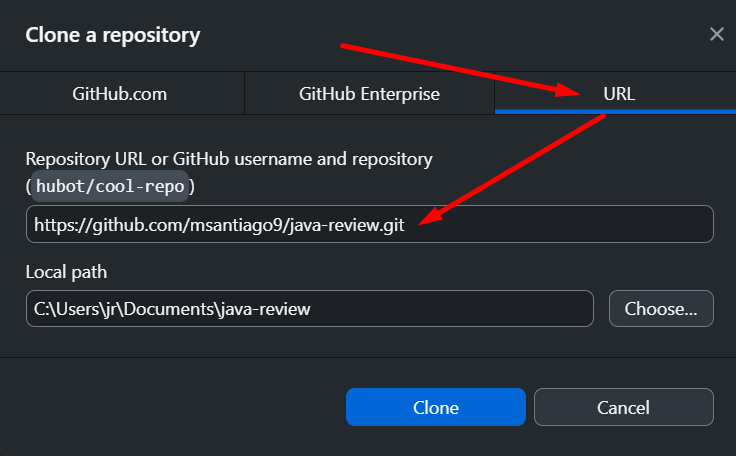 Clone a repository
GitHub.com
GitHub Enterprise
URL
Repository URL or GitHub username and repository
(hubot/cool-repo)
https://github.com/msantiago9/java-review.git
Local path
C:\Users\jr\Documents\java-review
Choose...
Clone
Cancel